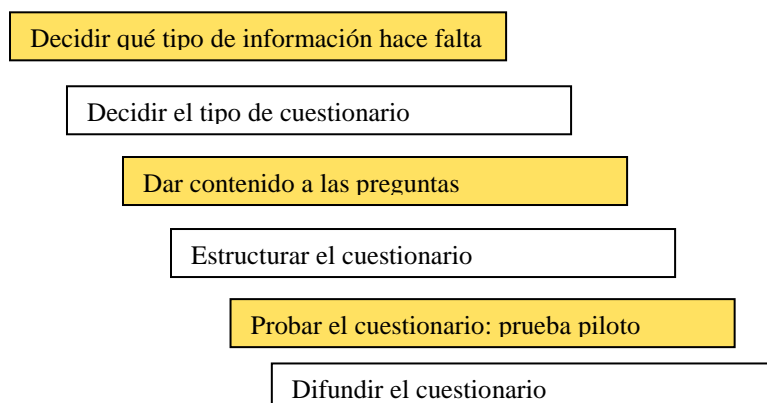 Decidir qué tipo de información hace falta
Decidir el tipo de cuestionario
Dar contenido a las preguntas
Estructurar el cuestionario
Probar el cuestionario: prueba piloto
Difundir el cuestionario